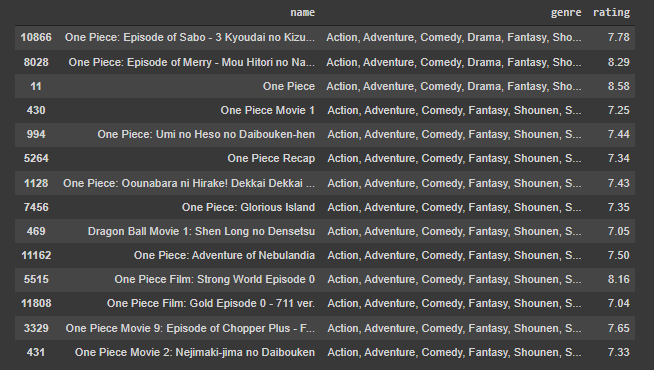 name genre rating
10866 One Piece: Episode of Sabo - 3 Kyoudai no Kizu... Action, Adventure, Comedy, Drama, Fantasy, Sho... 7.78
8028 One Piece: Episode of Merry - Mou Hitori no Na... Action, Adventure, Comedy, Drama, Fantasy, Sho... 8.29
11 One Piece Action, Adventure, Comedy, Drama, Fantasy, Sho... 8.58
430 One Piece Movie 1 Action, Adventure, Comedy, Fantasy, Shounen, S... 7.25
994 One Piece: Umi no Heso no Daibouken-hen Action, Adventure, Comedy, Fantasy, Shounen, S... 7.44
5264 One Piece Recap Action, Adventure, Comedy, Fantasy, Shounen, S... 7.34
1128 One Piece: Oounabara ni Hirake! Dekkai Dekkai ... Action, Adventure, Comedy, Fantasy, Shounen, S... 7.43
7456 One Piece: Glorious Island Action, Adventure, Comedy, Fantasy, Shounen, S... 7.35
469 Dragon Ball Movie 1: Shen Long no Densetsu Action, Adventure, Comedy, Fantasy, Shounen, S... 7.05
11162 One Piece: Adventure of Nebulandia Action, Adventure, Comedy, Fantasy, Shounen, S... 7.50
5515 One Piece Film: Strong World Episode 0 Action, Adventure, Comedy, Fantasy, Shounen, S... 8.16
11808 One Piece Film: Gold Episode 0 - 711 ver. Action, Adventure, Comedy, Fantasy, Shounen, S... 7.04
3329 One Piece Movie 9: Episode of Chopper Plus - F... Action, Adventure, Comedy, Fantasy, Shounen, S... 7.65
431 One Piece Movie 2: Nejimaki-jima no Daibouken Action, Adventure, Comedy, Fantasy, Shounen, S... 7.33